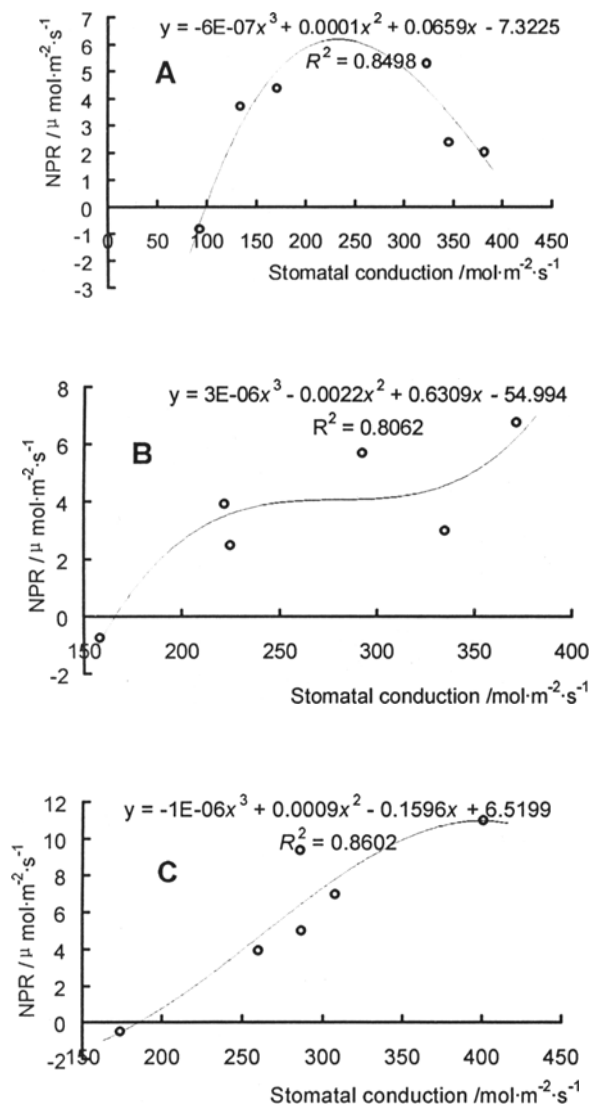 y = -6E-07x³ + 0.0001x² + 0.0659x - 7.3225
R² = 0.8498
A
NPR / μ mol·m⁻²·s⁻¹
7
6
5
4
3
2
1
0
-1
-2
-3
0 50 100 150 200 250 300 350 400 450
Stomatal conduction /mol·m⁻²·s⁻¹
y = 3E-06x³ - 0.0022x² + 0.6309x - 54.994
R² = 0.8062
B
NPR / μ mol·m⁻²·s⁻¹
8
6
4
2
0
-2
150 200 250 300 350 400
Stomatal conduction /mol·m⁻²·s⁻¹
y = -1E-06x³ + 0.0009x² - 0.1596x + 6.5199
R² = 0.8602
C
NPR / μ mol·m⁻²·s⁻¹
12
10
8
6
4
2
0
-2
150 200 250 300 350 400 450
Stomatal conduction /mol·m⁻²·s⁻¹